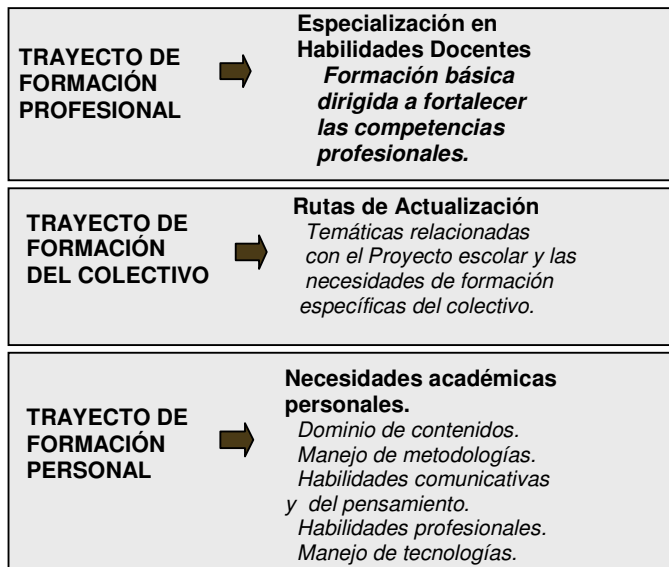 TRAYECTO DE
FORMACIÓN
PROFESIONAL
Especialización en
Habilidades Docentes
Formación básica
dirigida a fortalecer
las competencias
profesionales.
TRAYECTO DE
FORMACIÓN
DEL COLECTIVO
Rutas de Actualización
Temáticas relacionadas
con el Proyecto escolar y las
necesidades de formación
específicas del colectivo.
TRAYECTO DE
FORMACIÓN
PERSONAL
Necesidades académicas
personales.
Dominio de contenidos.
Manejo de metodologías.
Habilidades comunicativas
y del pensamiento.
Habilidades profesionales.
Manejo de tecnologías.